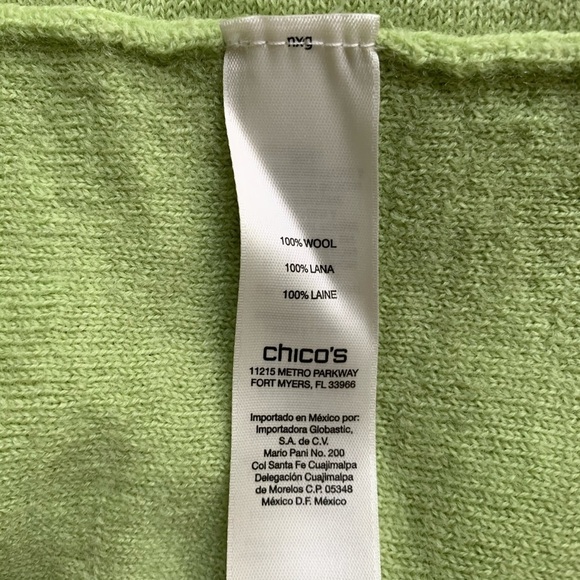 nxg
100% WOOL
100% LANA
100% LAINE
chico's
11215 METRO PARKWAY
FORT MYERS, FL 33966
Importado en México por:
Importadora Globastic,
S.A. de C.V.
Mario Pani No. 200
Col Santa Fe Cuajimalpa
Delegación Cuajimalpa
de Morelos C.P. 05348
México D.F. México